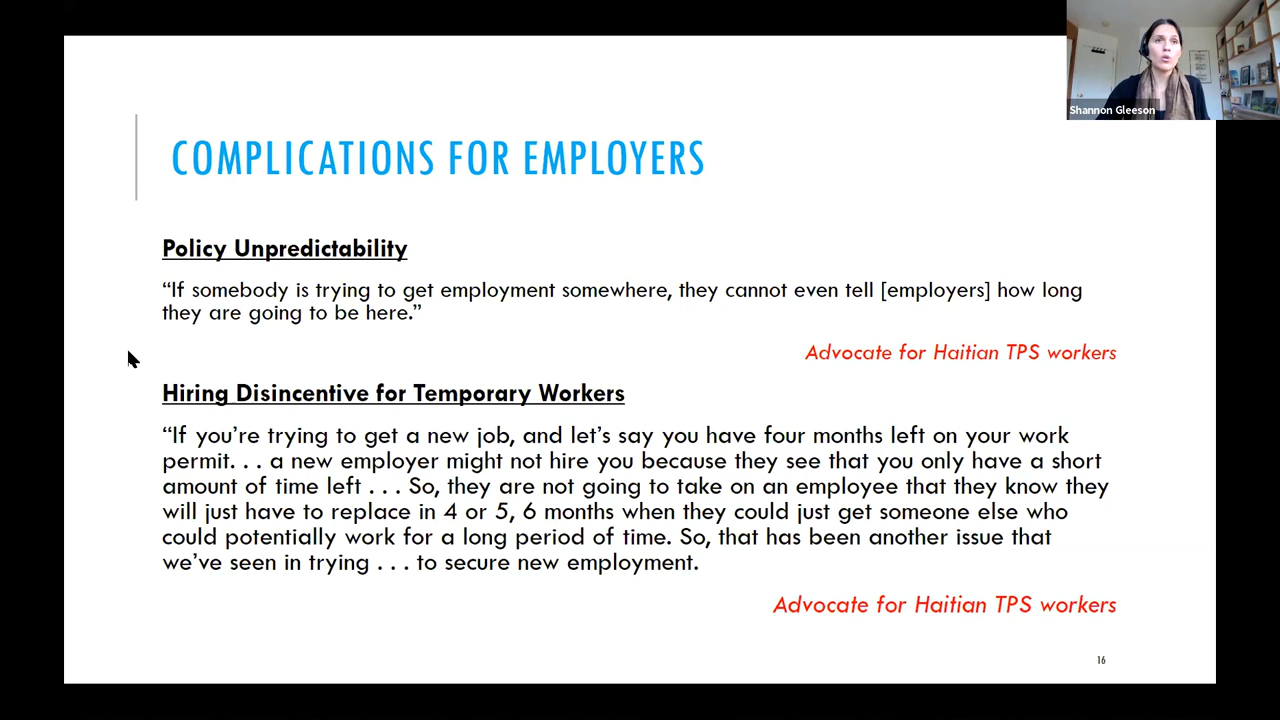 Shannon Gleeson
COMPLICATIONS FOR EMPLOYERS
Policy Unpredictability
“If somebody is trying to get employment somewhere, they cannot even tell [employers] how long
they are going to be here.”
Advocate for Haitian TPS workers
Hiring Disincentive for Temporary Workers
“If you’re trying to get a new job, and let’s say you have four months left on your work
permit. . . a new employer might not hire you because they see that you only have a short
amount of time left . . . So, they are not going to take on an employee that they know they
will just have to replace in 4 or 5, 6 months when they could just get someone else who
could potentially work for a long period of time. So, that has been another issue that
we’ve seen in trying . . . to secure new employment.
Advocate for Haitian TPS workers
16